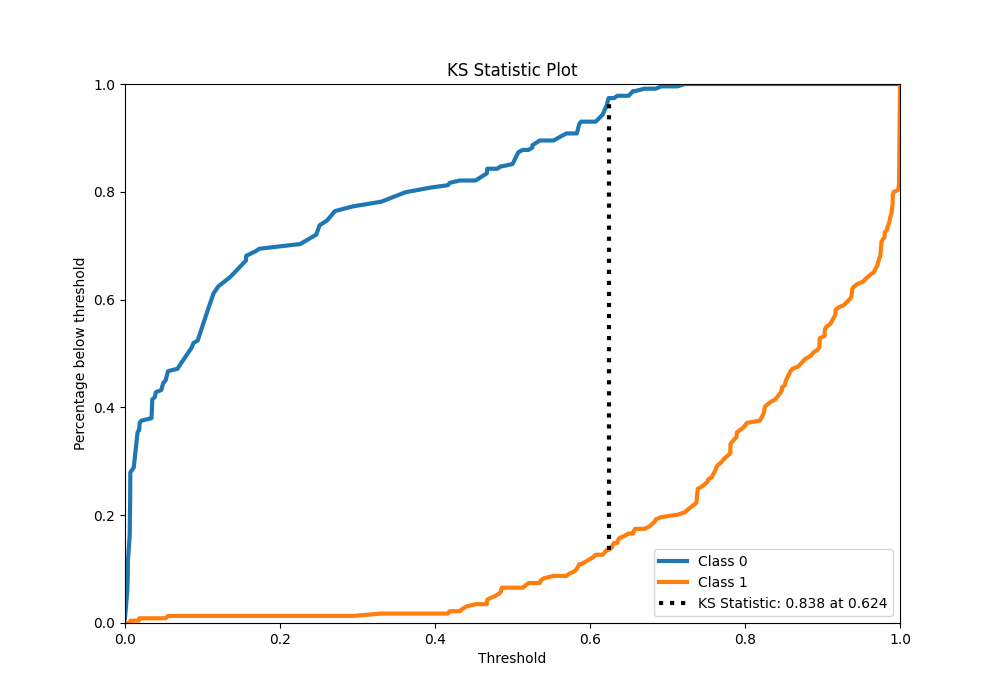 KS Statistic Plot
Percentage below threshold
1.0
0.8
0.6
0.4
0.2
0.0
0.0 0.2 0.4 0.6 0.8 1.0
Threshold
Class 0
Class 1
KS Statistic: 0.838 at 0.624